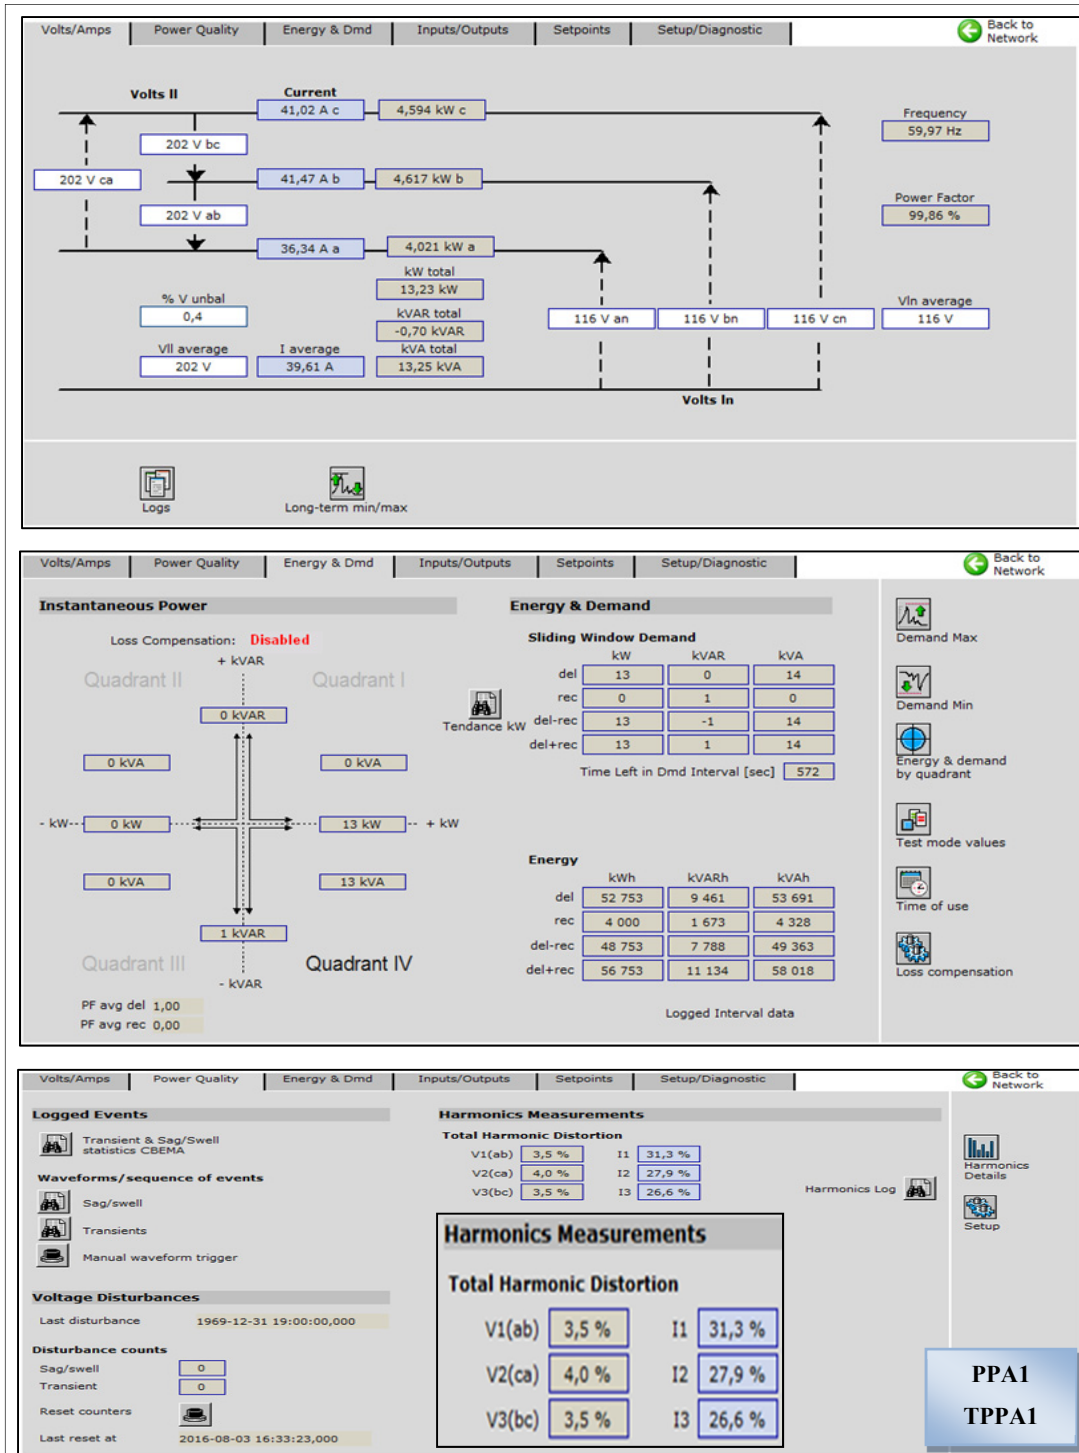 Volts/Amps Power Quality Energy & Dmd Inputs/Outputs Setpoints Setup/Diagnostic Back to Network
Volts ll Current
41,02 A c 4,594 kW c
Frequency
59,97 Hz
202 V bc
202 V ca 41,47 A b 4,617 kW b
Power Factor
99,86 %
202 V ab
36,34 A a 4,021 kW a
kW total
13,23 kW
% V unbal
0,4
kVAR total
-0,70 kVAR
116 V an 116 V bn 116 V cn
Vln average
116 V
Vll average I average kVA total
202 V 39,61 A 13,25 kVA
Volts ln
Logs Long-term min/max
Volts/Amps Power Quality Energy & Dmd Inputs/Outputs Setpoints Setup/Diagnostic Back to Network
Instantaneous Power
Loss Compensation: Disabled
+ kVAR
Quadrant II Quadrant I
0 kVAR
0 kVA 0 kVA
- kW 0 kW 13 kW + kW
0 kVA 13 kVA
1 kVAR
Quadrant III Quadrant IV
- kVAR
PF avg del 1,00
PF avg rec 0,00
Tendance kW
Energy & Demand
Sliding Window Demand
kW kVAR kVA
del 13 0 14
rec 0 1 0
del-rec 13 -1 14
del+rec 13 1 14
Time Left in Dmd Interval [sec] 572
Energy
kWh kVARh kVAh
del 52 753 9 461 53 691
rec 4 000 1 673 4 328
del-rec 48 753 7 788 49 363
del+rec 56 753 11 134 58 018
Logged Interval data
Demand Max
Demand Min
Energy & demand
by quadrant
Test mode values
Time of use
Loss compensation
Volts/Amps Power Quality Energy & Dmd Inputs/Outputs Setpoints Setup/Diagnostic Back to Network
Logged Events
Transient & Sag/Swell
statistics CBEMA
Waveforms/sequence of events
Sag/swell
Transients
Manual waveform trigger
Voltage Disturbances
Last disturbance 1969-12-31 19:00:00,000
Disturbance counts
Sag/swell 0
Transient 0
Reset counters
Last reset at 2016-08-03 16:33:23,000
Harmonics Measurements
Total Harmonic Distortion
V1(ab) 3,5 % I1 31,3 %
V2(ca) 4,0 % I2 27,9 %
V3(bc) 3,5 % I3 26,6 %
Harmonics Log
Harmonics
Details
Setup
Harmonics Measurements
Total Harmonic Distortion
V1(ab) 3,5 % I1 31,3 %
V2(ca) 4,0 % I2 27,9 %
V3(bc) 3,5 % I3 26,6 %
PPA1
TPPA1